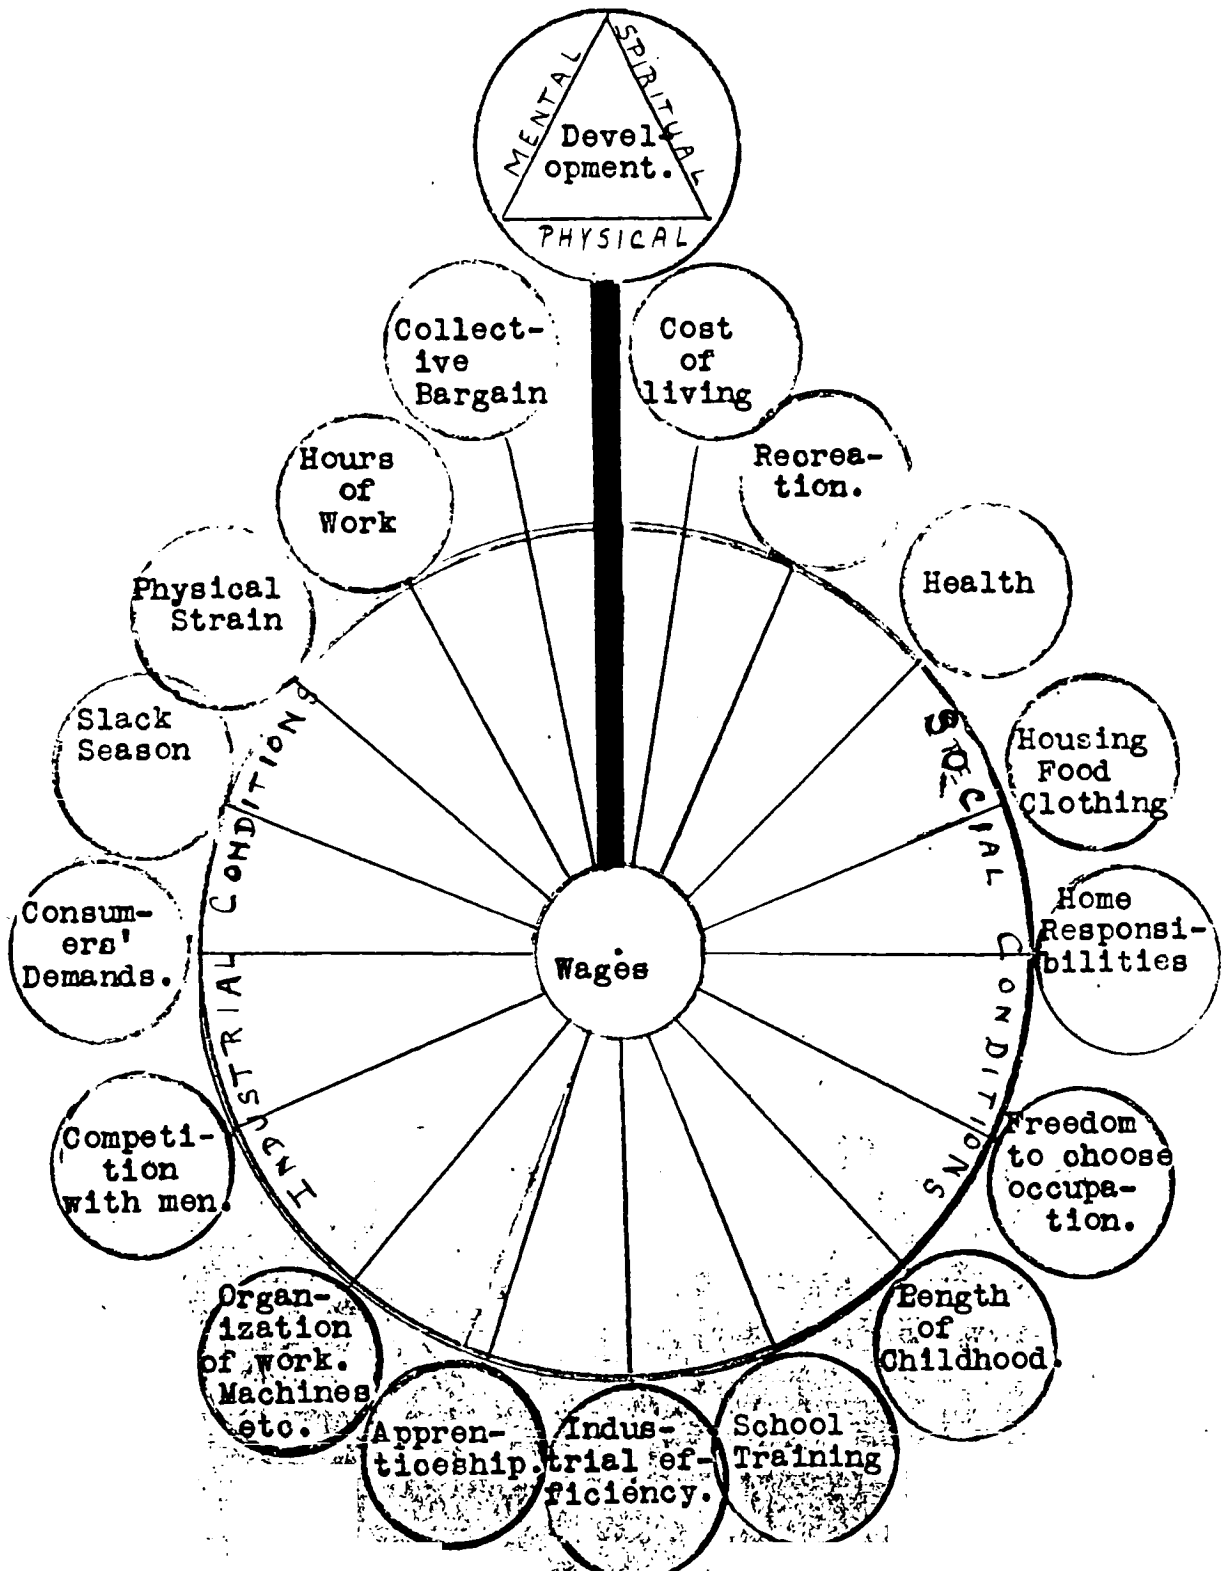 MENTAL
SPIRITUAL
Devel-
opment.
PHYSICAL
Collect-
ive
Bargain
Cost
of
living
Hours
of
Work
Recrea-
tion.
Physical
Strain
Health
Slack
Season
Housing
Food
Clothing
INDUSTRIAL CONDITIONS
SOCIAL CONDITIONS
Consum-
ers'
Demands.
Wages
Home
Responsi-
bilities
Competi-
tion
with men.
Freedom
to choose
occupa-
tion.
Organ-
ization
of work.
Machines
etc.
Length
of
Childhood.
Appren-
ticeship.
Indus-
trial ef-
ficiency.
School
Training